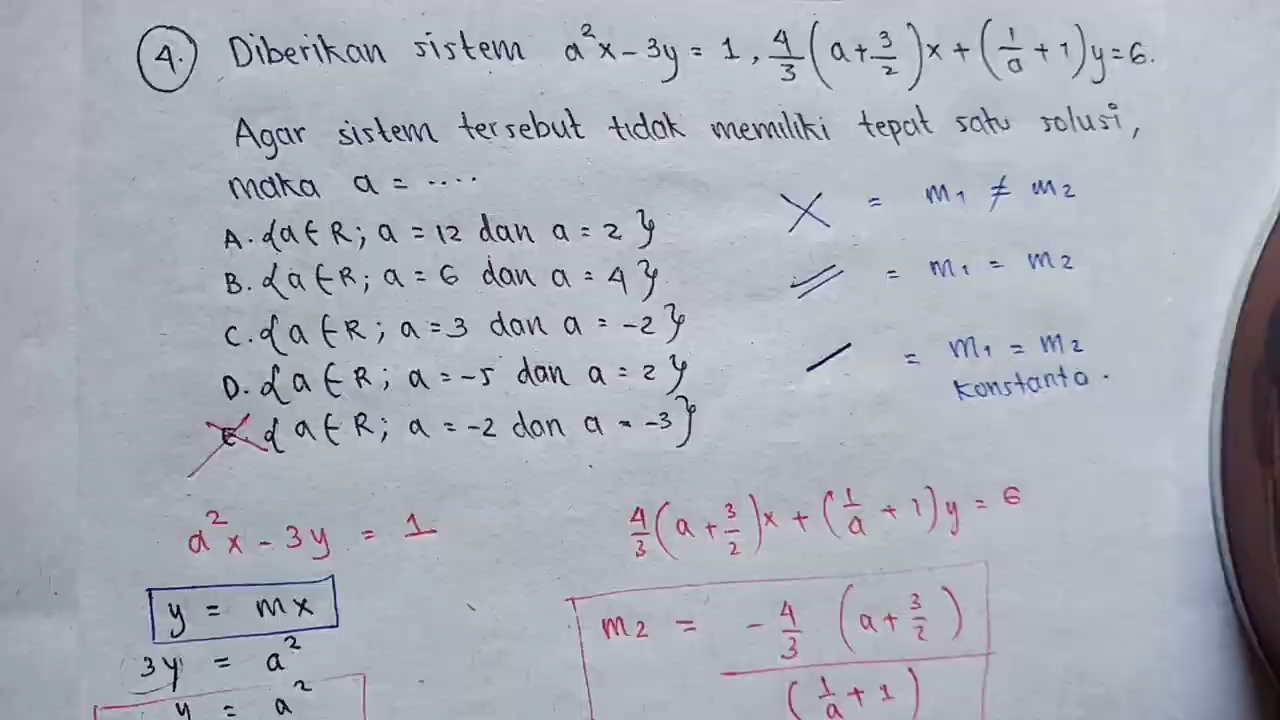 4. Diberikan sistem a²x - 3y = 1, 4/3 (a + 3/2)x + (1/a + 1)y = 6.
Agar sistem tersebut tidak memiliki tepat satu solusi,
maka a = ....
A. {a ∈ R; a = 12 dan a = 2}
B. {a ∈ R; a = 6 dan a = 4}
C. {a ∈ R; a = 3 dan a = -2}
D. {a ∈ R; a = -5 dan a = 2}
E. {a ∈ R; a = -2 dan a = -3}
= m1 ≠ m2
= m1 = m2
= m1 = m2
konstanta.
a²x - 3y = 1
y = mx
3y = a²
y = a²
4/3 (a + 3/2)x + (1/a + 1)y = 6
m2 = -4/3 (a + 3/2)
(1/a + 1)